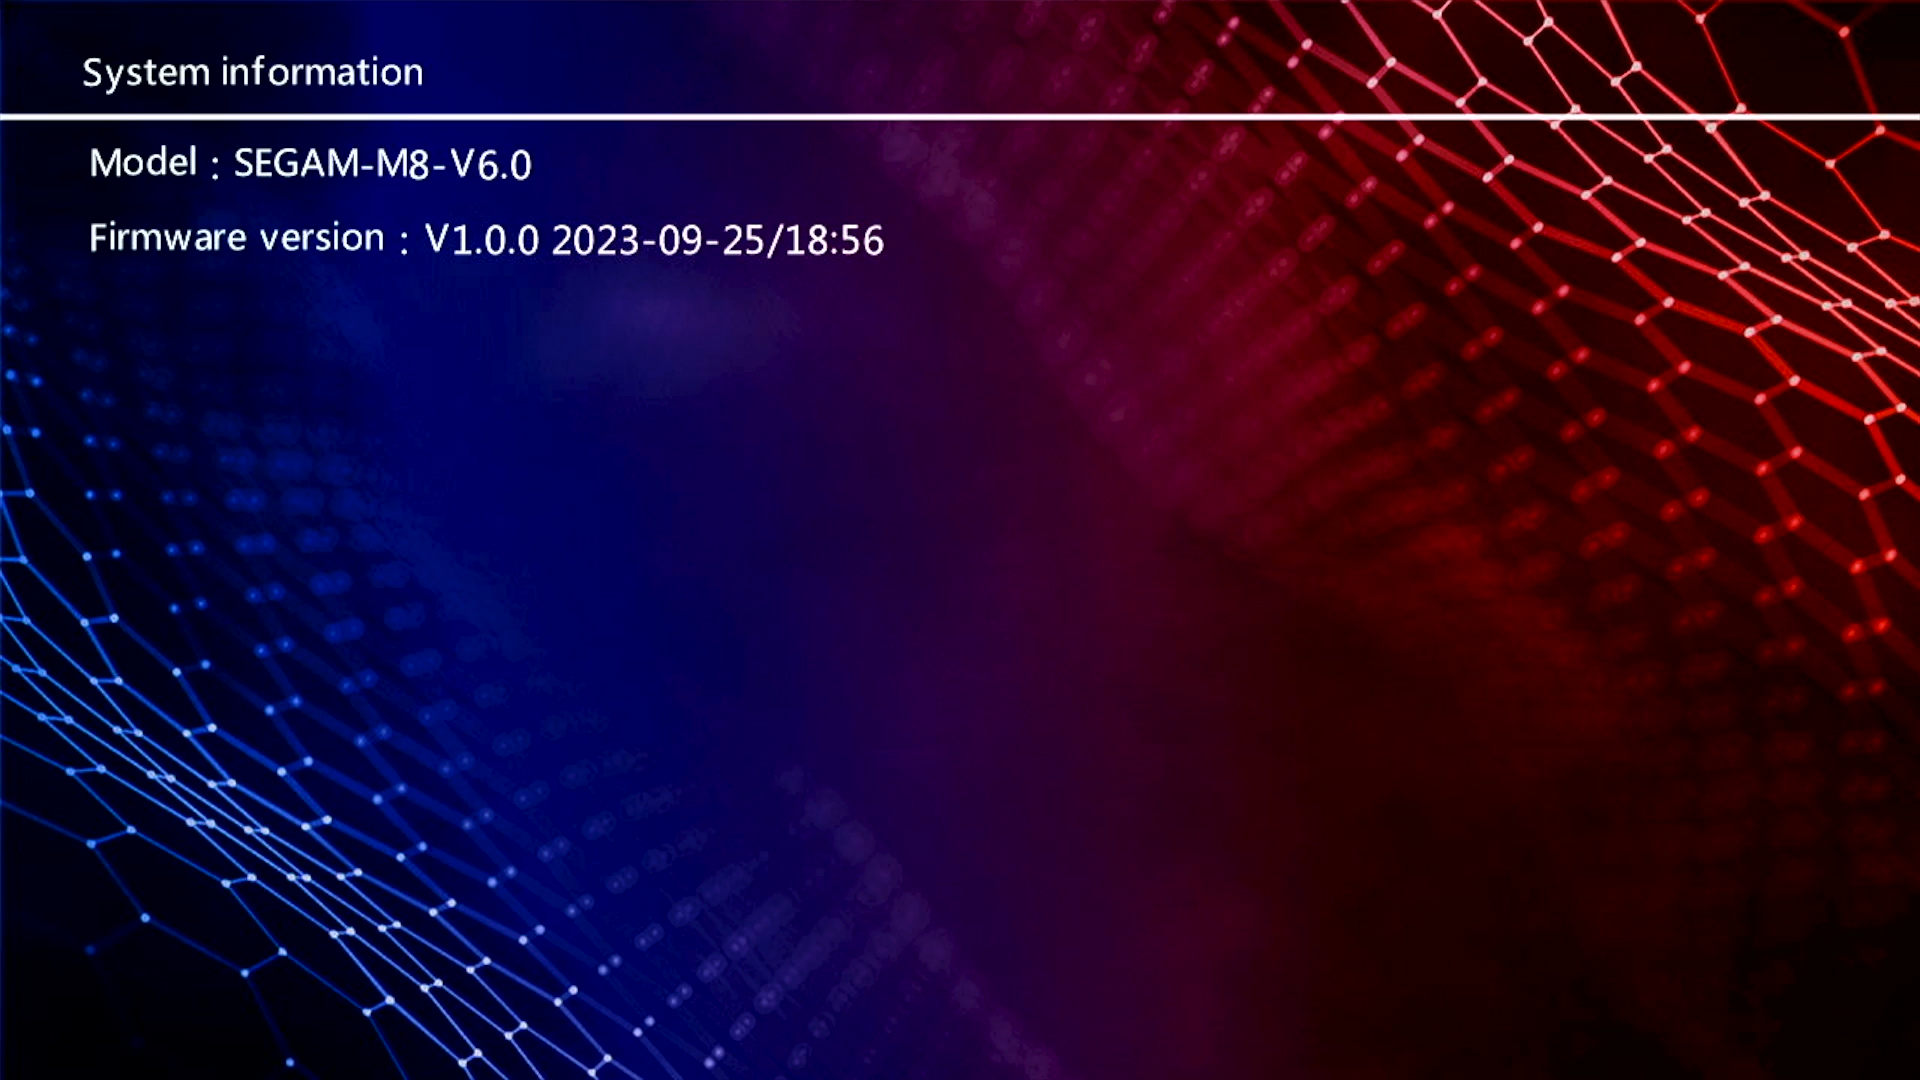 System information
Model : SEGAM-M8-V6.0
Firmware version : V1.0.0 2023-09-25/18:56